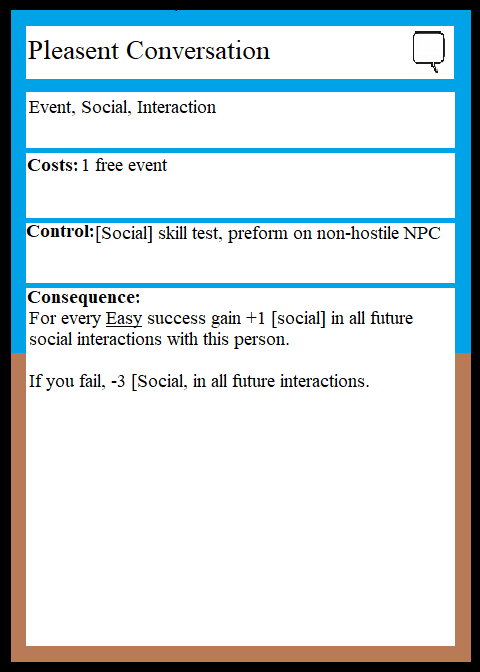 Pleasent Conversation
Event, Social, Interaction
Costs: 1 free event
Control:[Social] skill test, preform on non-hostile NPC
Consequence:
For every Easy success gain +1 [social] in all future
social interactions with this person.
If you fail, -3 [Social, in all future interactions.